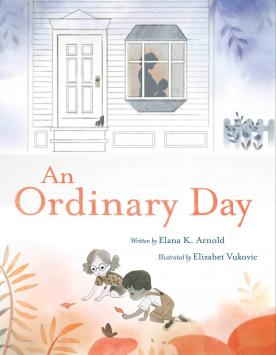 An
Ordinary Day
Written by Elana K. Arnold
Illustrated by Elizabet Vukovic